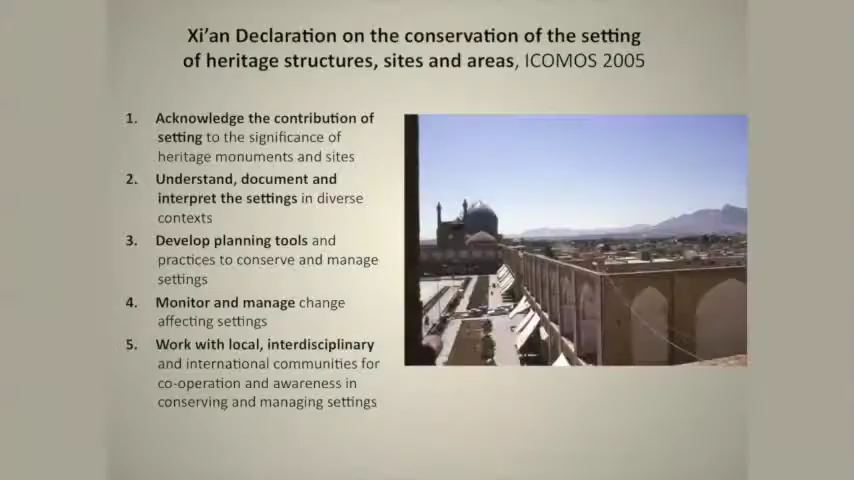 Xi'an Declaration on the conservation of the setting
of heritage structures, sites and areas, ICOMOS 2005
1. Acknowledge the contribution of
setting to the significance of
heritage monuments and sites
2. Understand, document and
interpret the settings in diverse
contexts
3. Develop planning tools and
practices to conserve and manage
settings
4. Monitor and manage change
affecting settings
5. Work with local, interdisciplinary
and international communities for
co-operation and awareness in
conserving and managing settings